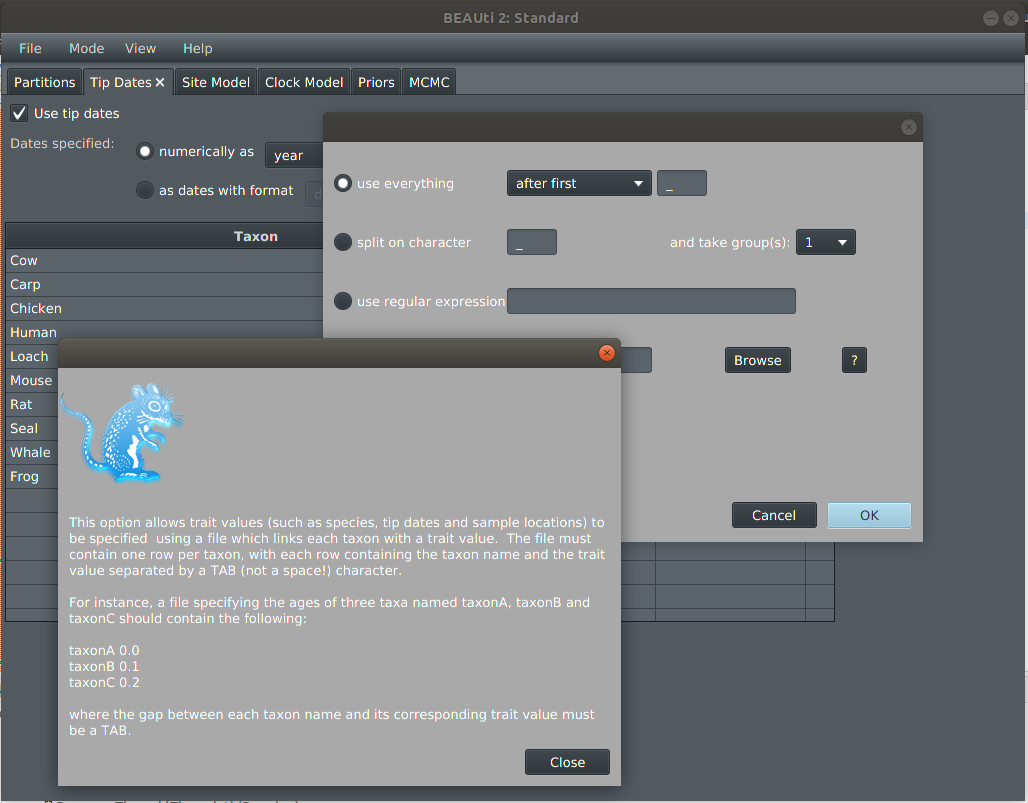 BEAUti 2: Standard
File Mode View Help
Partitions Tip Dates Site Model Clock Model Priors MCMC
Use tip dates
Dates specified:
numerically as year
as dates with format
Taxon
Cow
Carp
Chicken
Human
Loach
Mouse
Rat
Seal
Whale
Frog
use everything after first _
split on character _ and take group(s): 1
use regular expression
Browse ?
Cancel OK
This option allows trait values (such as species, tip dates and sample locations) to
be specified using a file which links each taxon with a trait value. The file must
contain one row per taxon, with each row containing the taxon name and the trait
value separated by a TAB (not a space!) character.
For instance, a file specifying the ages of three taxa named taxonA, taxonB and
taxonC should contain the following:
taxonA 0.0
taxonB 0.1
taxonC 0.2
where the gap between each taxon name and its corresponding trait value must
be a TAB.
Close